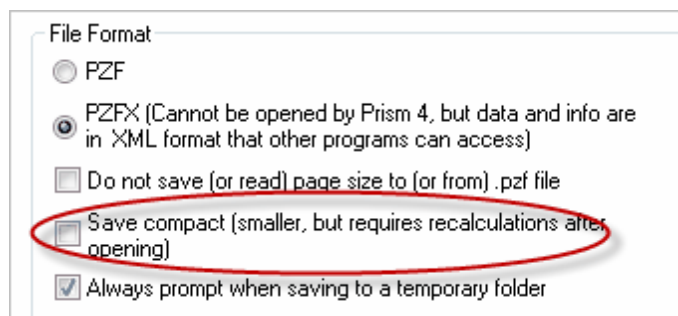 File Format
PZF
PZFX (Cannot be opened by Prism 4, but data and info are
in XML format that other programs can access)
Do not save (or read) page size to (or from) .pzf file
Save compact (smaller, but requires recalculations after
opening)
Always prompt when saving to a temporary folder